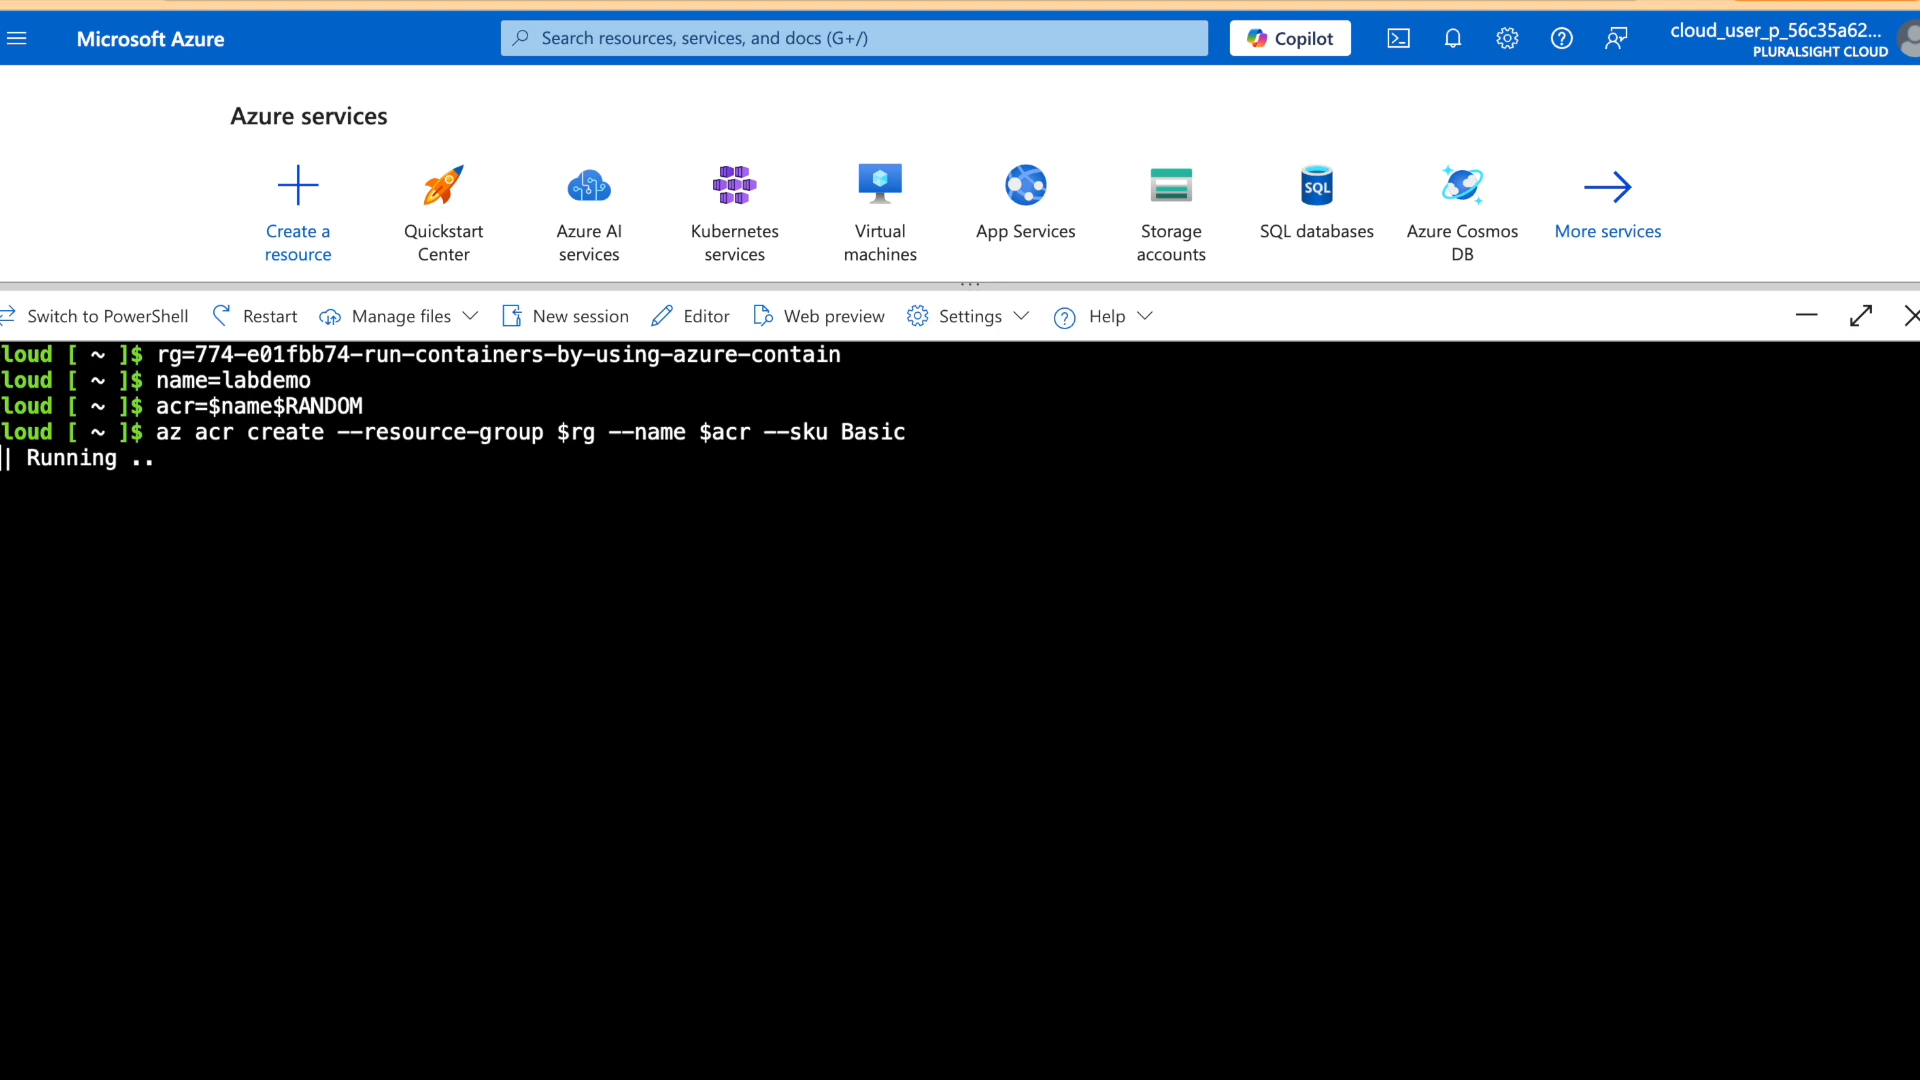 Microsoft Azure
Search resources, services, and docs (G+/)
Copilot
cloud_user_p_56c35a62...
PLURALSIGHT CLOUD
Azure services
Create a resource
Quickstart Center
Azure AI services
Kubernetes services
Virtual machines
App Services
Storage accounts
SQL
SQL databases
Azure Cosmos DB
More services
Switch to PowerShell
Restart
Manage files
New session
Editor
Web preview
Settings
Help
loud [ ~ ]$ rg=774-e01fbb74-run-containers-by-using-azure-contain
loud [ ~ ]$ name=labdemo
loud [ ~ ]$ acr=$name$RANDOM
loud [ ~ ]$ az acr create --resource-group $rg --name $acr --sku Basic
| Running ..